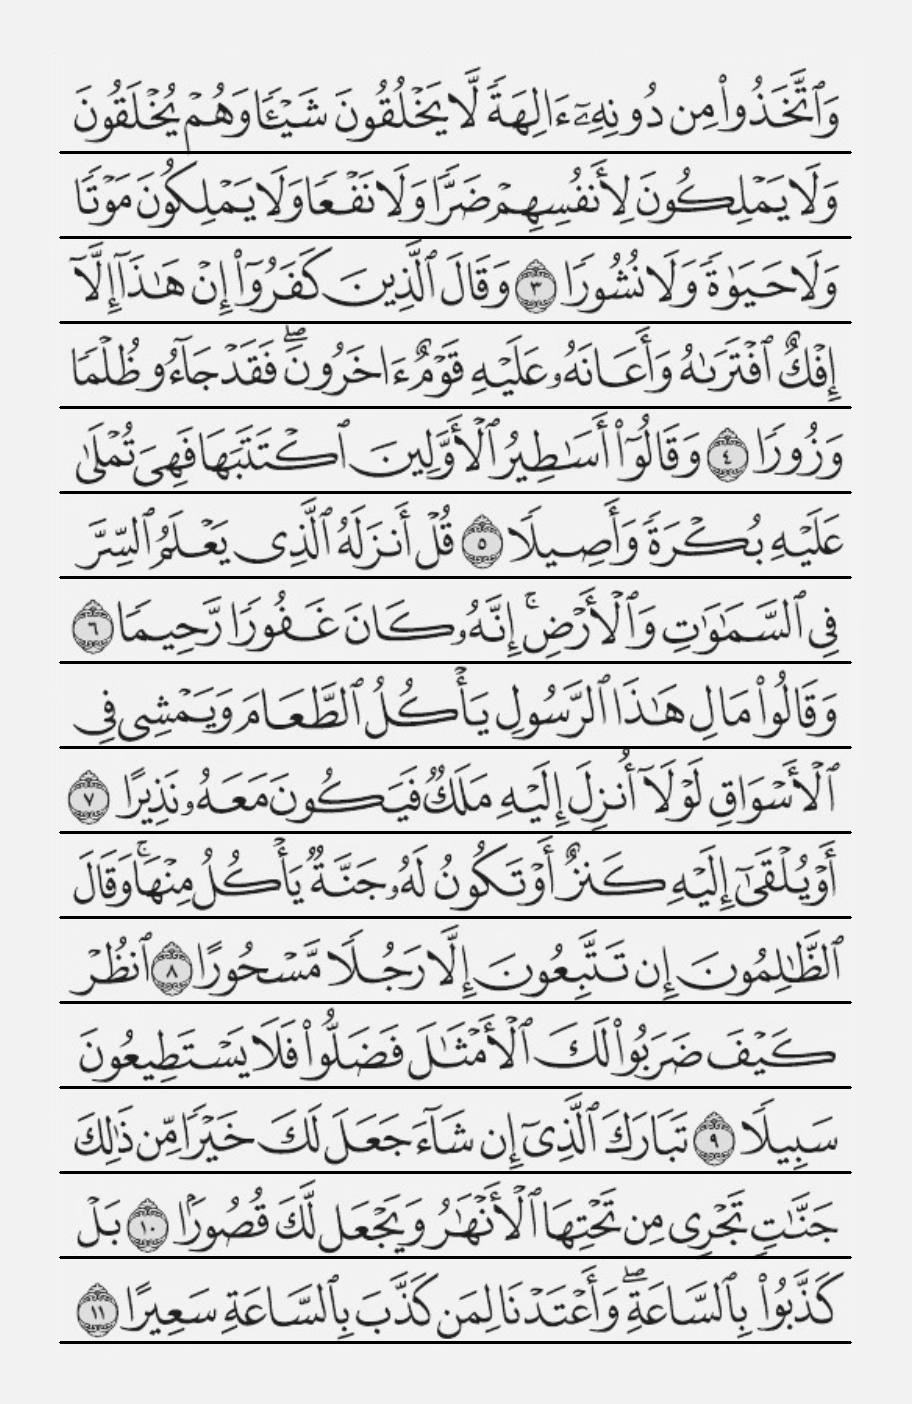 وَٱتَّخَذُوا۟ مِن دُونِهِۦٓ ءَالِهَةً لَّا يَخْلُقُونَ شَيْـًٔا وَهُمْ يُخْلَقُونَ
وَلَا يَمْلِكُونَ لِأَنفُسِهِمْ ضَرًّا وَلَا نَفْعًا وَلَا يَمْلِكُونَ مَوْتًا
وَلَا حَيَوٰةً وَلَا نُشُورًا ٣ وَقَالَ ٱلَّذِينَ كَفَرُوٓا۟ إِنْ هَـٰذَآ إِلَّآ
إِفْكٌ ٱفْتَرَىٰهُ وَأَعَانَهُۥ عَلَيْهِ قَوْمٌ ءَاخَرُونَ ۖ فَقَدْ جَآءُو ظُلْمًا
وَزُورًا ٤ وَقَالُوٓا۟ أَسَـٰطِيرُ ٱلْأَوَّلِينَ ٱكْتَتَبَهَا فَهِىَ تُمْلَىٰ
عَلَيْهِ بُكْرَةً وَأَصِيلًا ٥ قُلْ أَنزَلَهُ ٱلَّذِى يَعْلَمُ ٱلسِّرَّ
فِى ٱلسَّمَـٰوَٰتِ وَٱلْأَرْضِ ۚ إِنَّهُۥ كَانَ غَفُورًا رَّحِيمًا ٦
وَقَالُوا۟ مَالِ هَـٰذَا ٱلرَّسُولِ يَأْكُلُ ٱلطَّعَامَ وَيَمْشِى فِى
ٱلْأَسْوَاقِ لَوْلَآ أُنزِلَ إِلَيْهِ مَلَكٌ فَيَكُونَ مَعَهُۥ نَذِيرًا ٧
أَوْ يُلْقَىٰٓ إِلَيْهِ كَنزٌ أَوْ تَكُونُ لَهُۥ جَنَّةٌ يَأْكُلُ مِنْهَا ۚ وَقَالَ
ٱلظَّـٰلِمُونَ إِن تَتَّبِعُونَ إِلَّا رَجُلًا مَّسْحُورًا ٨ ٱنظُرْ
كَيْفَ ضَرَبُوا۟ لَكَ ٱلْأَمْثَـٰلَ فَضَلُّوا۟ فَلَا يَسْتَطِيعُونَ
سَبِيلًا ٩ تَبَارَكَ ٱلَّذِىٓ إِن شَآءَ جَعَلَ لَكَ خَيْرًا مِّن ذَٰلِكَ
جَنَّـٰتٍ تَجْرِى مِن تَحْتِهَا ٱلْأَنْهَـٰرُ وَيَجْعَل لَّكَ قُصُورًۢا ١٠ بَلْ
كَذَّبُوا۟ بِٱلسَّاعَةِ ۖ وَأَعْتَدْنَا لِمَن كَذَّبَ بِٱلسَّاعَةِ سَعِيرًا ١١